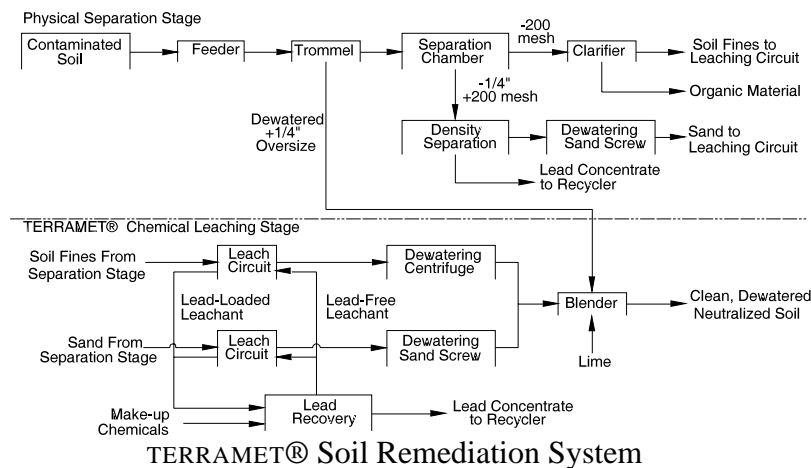 Physical Separation Stage
Contaminated
Soil
Feeder
Trommel
Separation
Chamber
-200
mesh
Clarifier
Soil Fines to
Leaching Circuit
Organic Material
-1/4"
+200 mesh
Dewatered
+1/4"
Oversize
Density
Separation
Dewatering
Sand Screw
Sand to
Leaching Circuit
Lead Concentrate
to Recycler
TERRAMET® Chemical Leaching Stage
Soil Fines From
Separation Stage
Leach
Circuit
Dewatering
Centrifuge
Lead-Loaded
Leachant
Lead-Free
Leachant
Blender
Clean, Dewatered
Neutralized Soil
Sand From
Separation Stage
Leach
Circuit
Dewatering
Sand Screw
Lime
Make-up
Chemicals
Lead
Recovery
Lead Concentrate
to Recycler
TERRAMET® Soil Remediation System